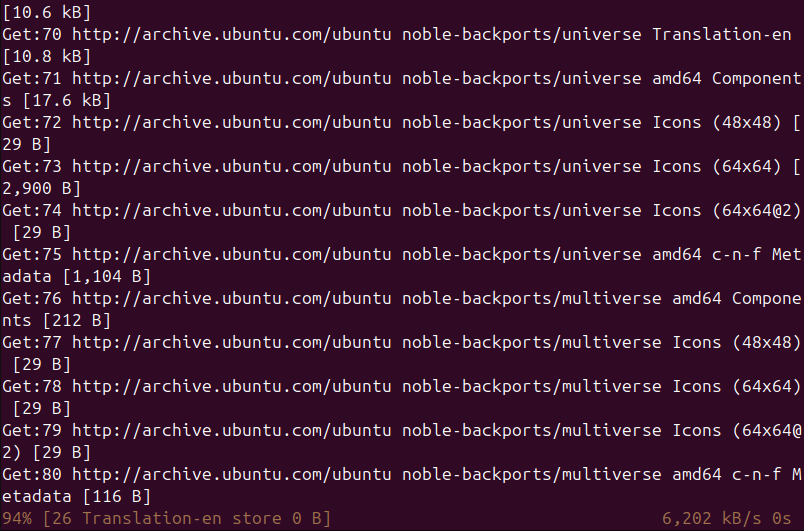 [10.6 kB]
Get:70 http://archive.ubuntu.com/ubuntu noble-backports/universe Translation-en
[10.8 kB]
Get:71 http://archive.ubuntu.com/ubuntu noble-backports/universe amd64 Component
s [17.6 kB]
Get:72 http://archive.ubuntu.com/ubuntu noble-backports/universe Icons (48x48) [
29 B]
Get:73 http://archive.ubuntu.com/ubuntu noble-backports/universe Icons (64x64) [
2,900 B]
Get:74 http://archive.ubuntu.com/ubuntu noble-backports/universe Icons (64x64@2)
 [29 B]
Get:75 http://archive.ubuntu.com/ubuntu noble-backports/universe amd64 c-n-f Met
adata [1,104 B]
Get:76 http://archive.ubuntu.com/ubuntu noble-backports/multiverse amd64 Compone
nts [212 B]
Get:77 http://archive.ubuntu.com/ubuntu noble-backports/multiverse Icons (48x48)
 [29 B]
Get:78 http://archive.ubuntu.com/ubuntu noble-backports/multiverse Icons (64x64)
 [29 B]
Get:79 http://archive.ubuntu.com/ubuntu noble-backports/multiverse Icons (64x64@
2) [29 B]
Get:80 http://archive.ubuntu.com/ubuntu noble-backports/multiverse amd64 c-n-f M
etadata [116 B]
94% [26 Translation-en store 0 B] 6,202 kB/s 0s